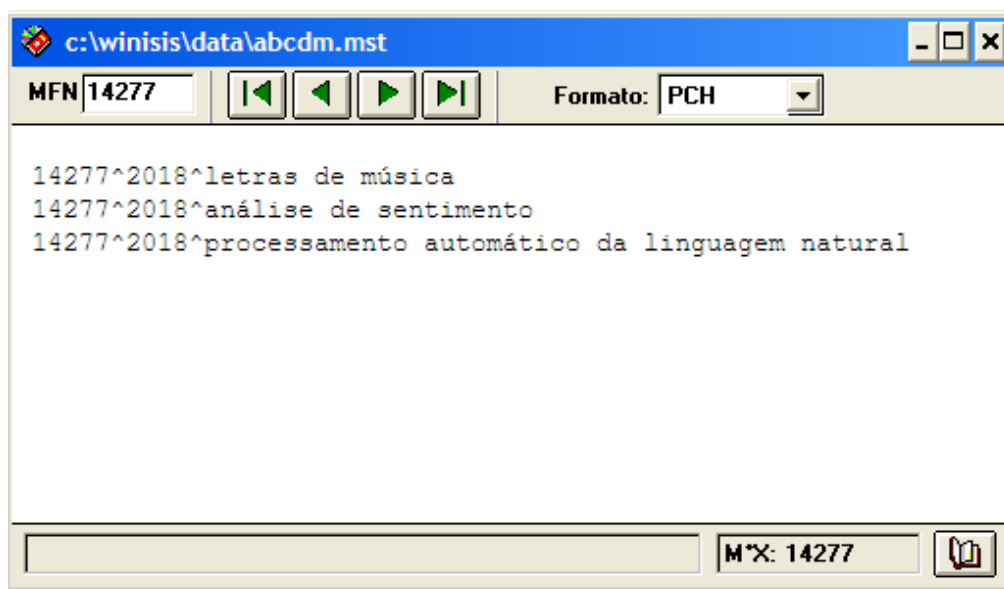 c:\winisis\data\abcdm.mst
MFN 14277 Formato: PCH
14277^2018^letras de música
14277^2018^análise de sentimento
14277^2018^processamento automático da linguagem natural
M*X: 14277